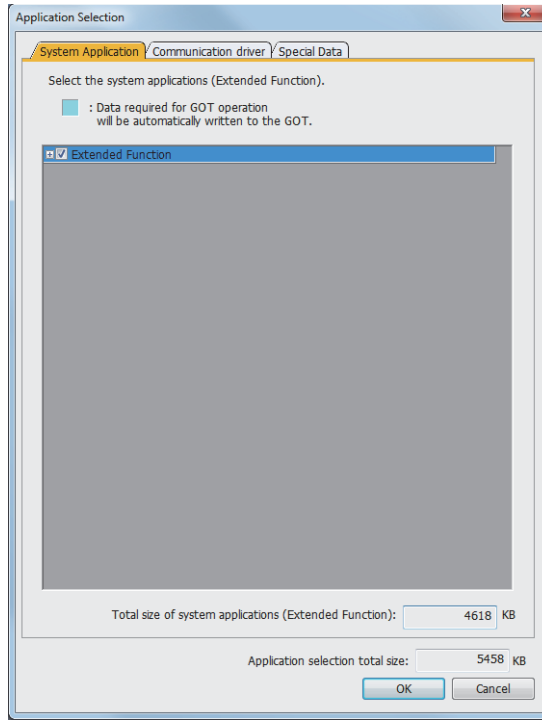 Application Selection
System Application Communication driver Special Data
Select the system applications (Extended Function).
: Data required for GOT operation
will be automatically written to the GOT.
Extended Function
Total size of system applications (Extended Function): 4618 KB
Application selection total size: 5458 KB
OK Cancel